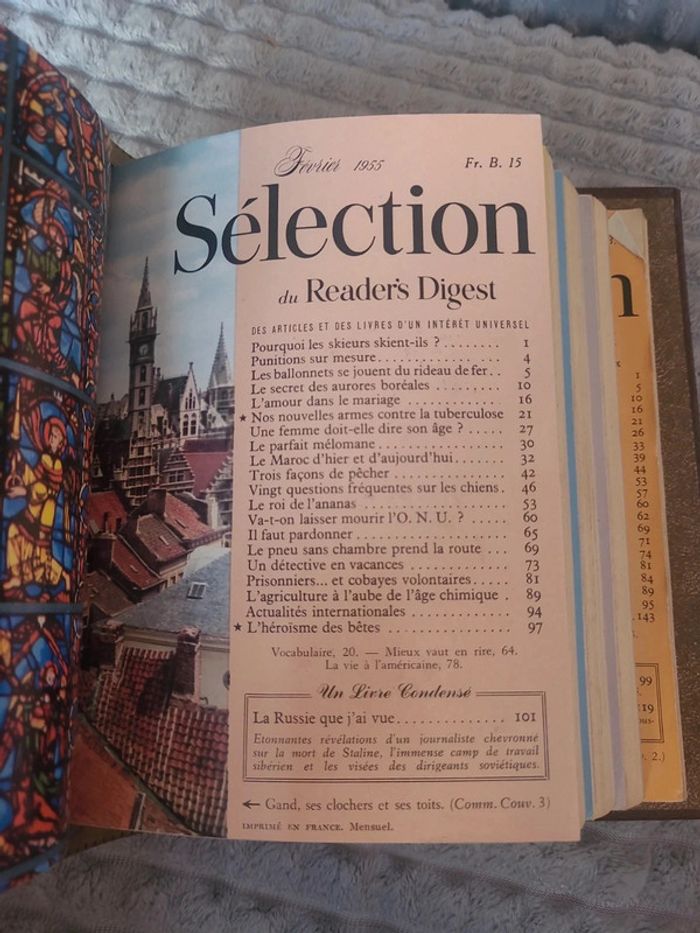 Février 1955
Fr. B. 15
Sélection
du Reader's Digest
DES ARTICLES ET DES LIVRES D'UN INTÉRÊT UNIVERSEL
Pourquoi les skieurs skient-ils ? ........ 1
Punitions sur mesure............. ... 4
Les ballonnets se jouent du rideau de fer.. 5
Le secret des aurores boréales ......... 10
L'amour dans le mariage ............ 16
★ Nos nouvelles armes contre la tuberculose 21
Une femme doit-elle dire son âge ? ..... 27
Le parfait mélomane................ 30
Le Maroc d'hier et d'aujourd'hui....... 32
Trois façons de pêcher .............. 42
Vingt questions fréquentes sur les chiens. 46
Le roi de l'ananas .................. 53
Va-t-on laisser mourir l'O. N. U. ? ..... 60
Il faut pardonner .................. 65
Le pneu sans chambre prend la route ... 69
Un détective en vacances ............ 73
Prisonniers... et cobayes volontaires..... 81
L'agriculture à l'aube de l'âge chimique . 89
Actualités internationales ............ 94
★ L'héroïsme des bêtes ................ 97
Vocabulaire, 20. — Mieux vaut en rire, 64.
La vie à l'américaine, 78.
Un Livre Condensé
La Russie que j'ai vue............. 101
Etonnantes révélations d'un journaliste chevronné
sur la mort de Staline, l'immense camp de travail
sibérien et les visées des dirigeants soviétiques.
← Gand, ses clochers et ses toits. (Comm. Couv. 3)
IMPRIMÉ EN FRANCE. Mensuel.
n
1
5
10
16
21
26
33
39
44
53
57
60
62
69
71
74
81
84
89
95
.143
99
119
. 2.)